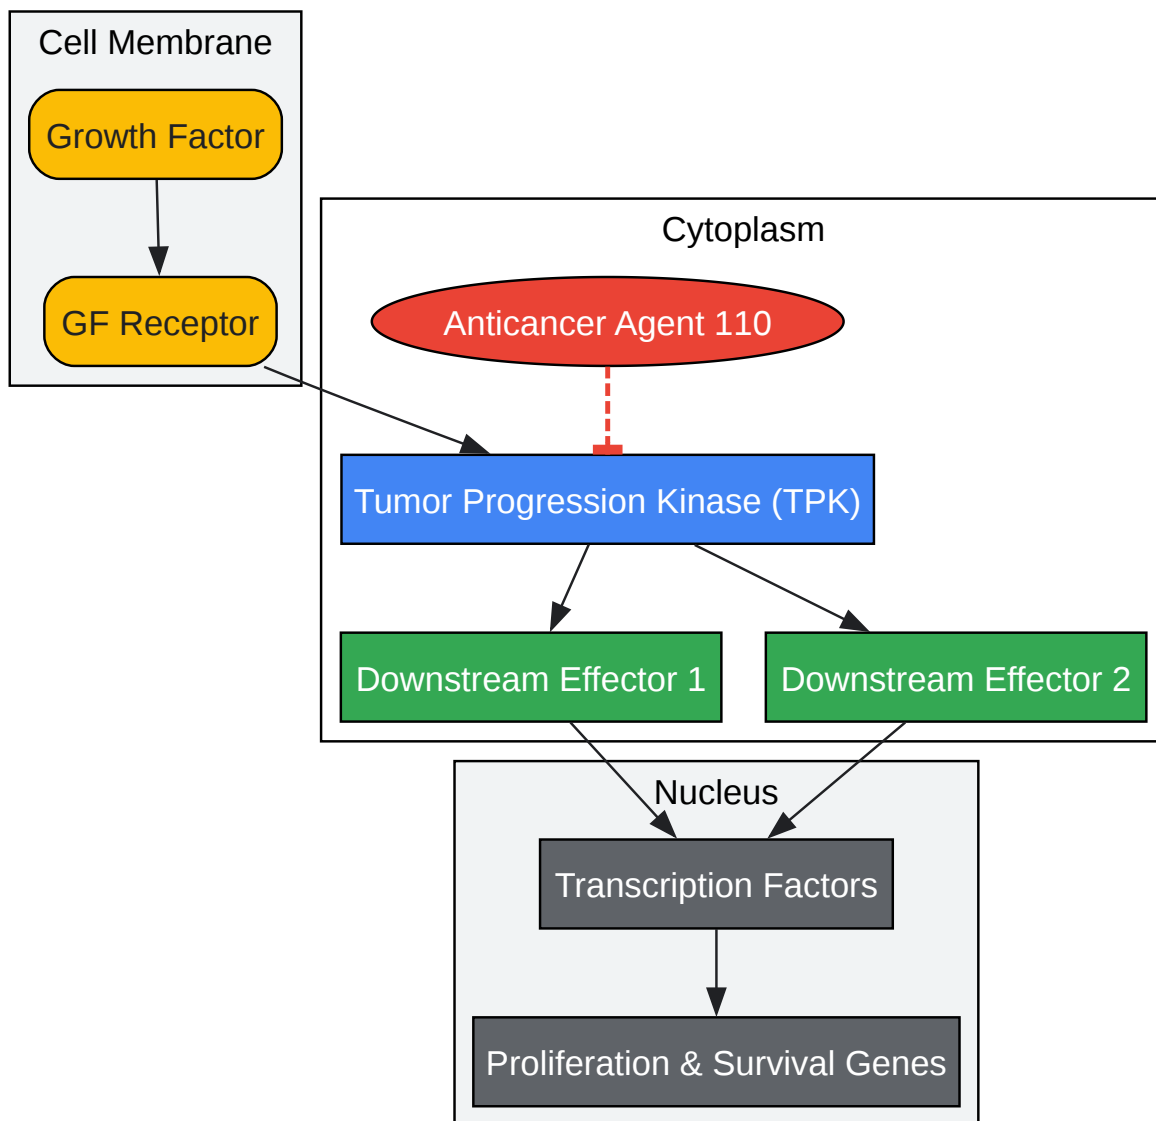 Cell Membrane
Growth Factor
GF Receptor
Cytoplasm
Anticancer Agent 110
Tumor Progression Kinase (TPK)
Downstream Effector 1
Downstream Effector 2
Nucleus
Transcription Factors
Proliferation & Survival Genes